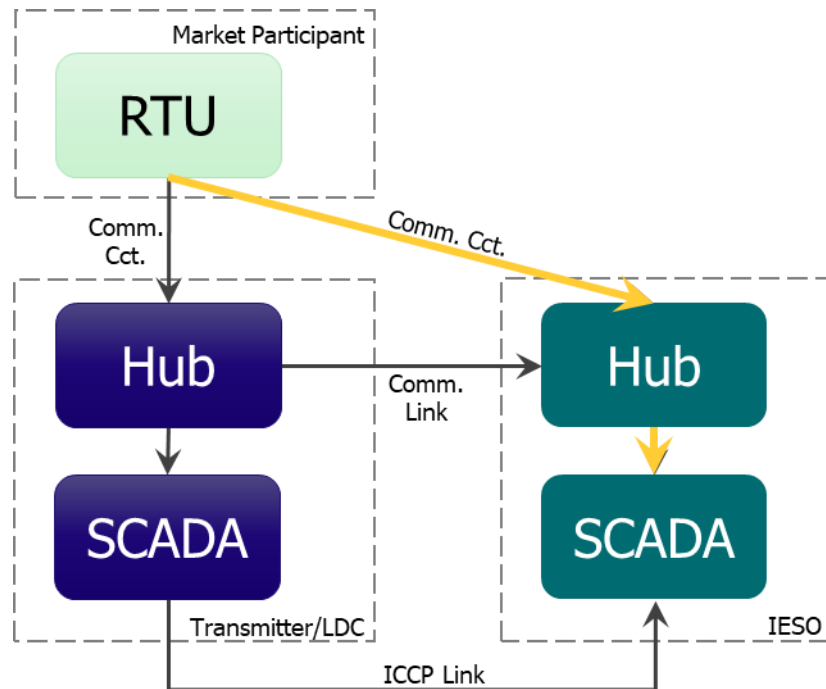 Market Participant
RTU
Comm.
Cct.
Comm. Cct.
Hub
Comm.
Link
Hub
SCADA
SCADA
Transmitter/LDC
IESO
ICCP Link